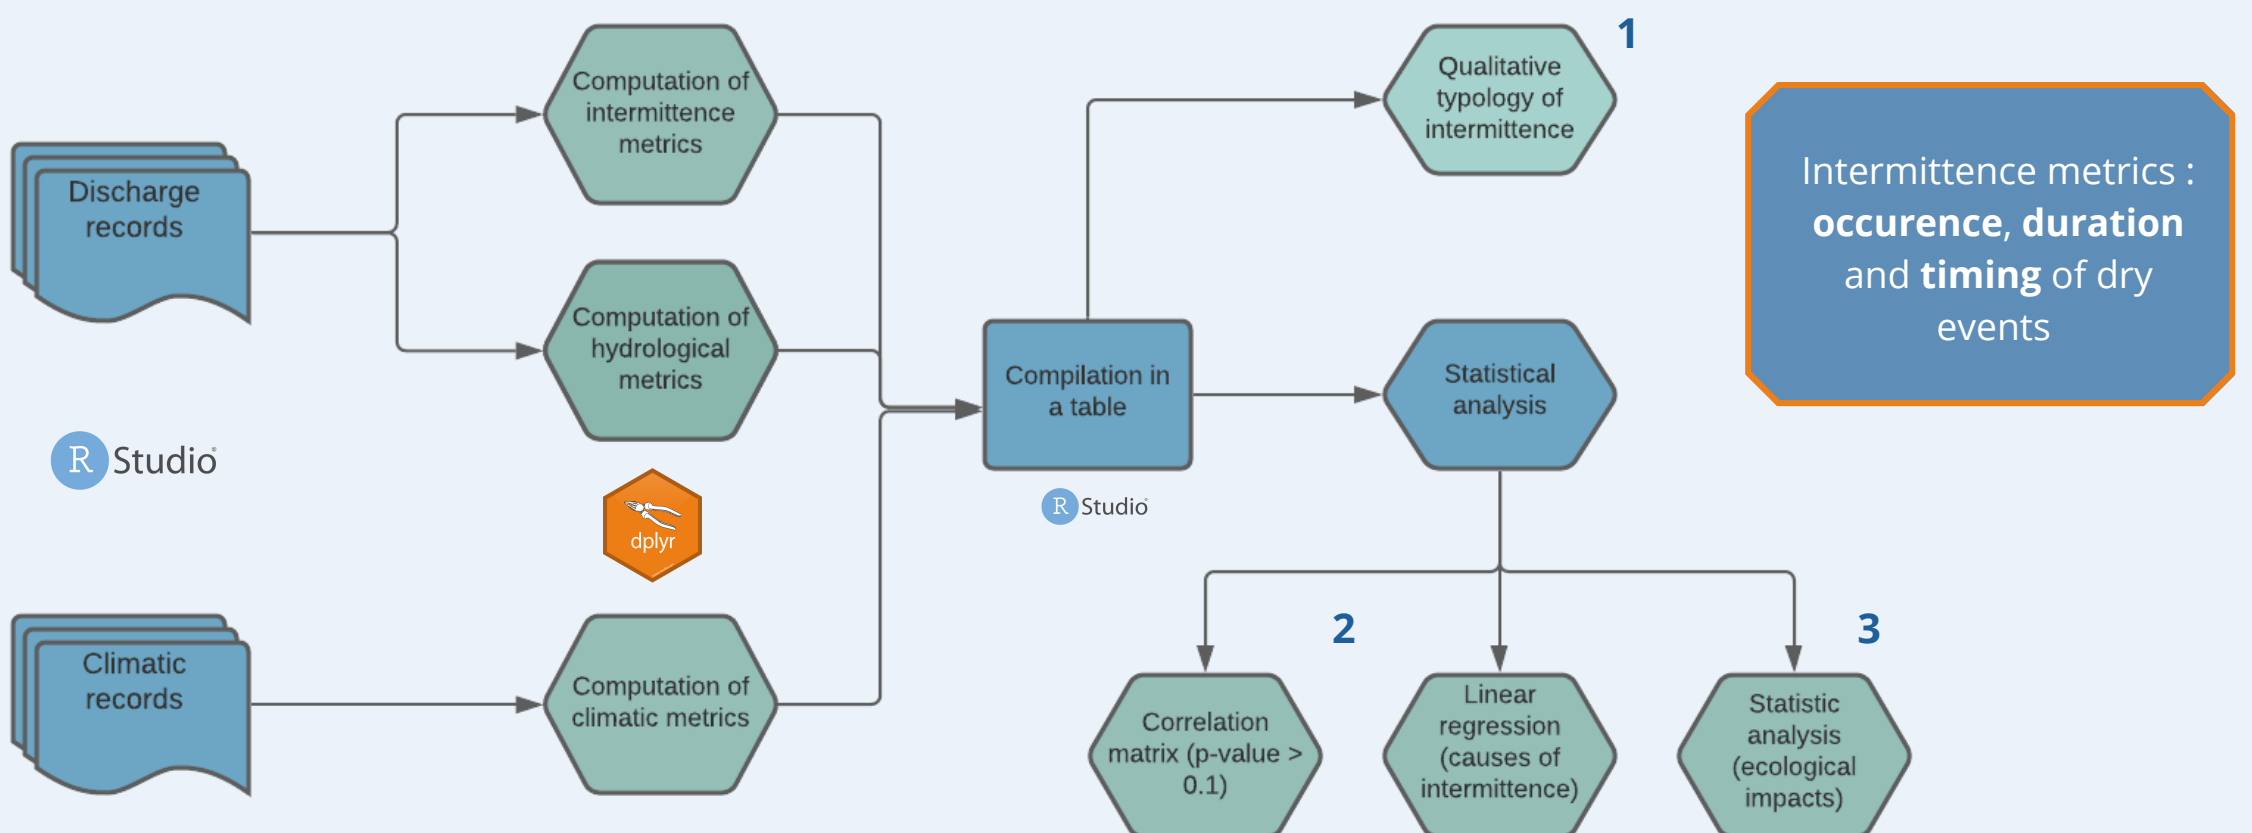 Discharge
records
Computation of
intermittence
metrics
Computation of
hydrological
metrics
R Studio®
dplyr
Climatic
records
Computation of
climatic metrics
Compilation in
a table
R Studio®
1
Qualitative
typology of
intermittence
Statistical
analysis
2
3
Correlation
matrix (p-value >
0.1)
Linear
regression
(causes of
intermittence)
Statistic
analysis
(ecological
impacts)
Intermittence metrics :
occurence, duration
and timing of dry
events